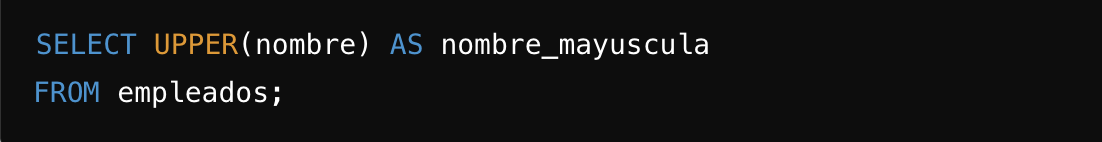 SELECT UPPER(nombre) AS nombre_mayuscula
FROM empleados;